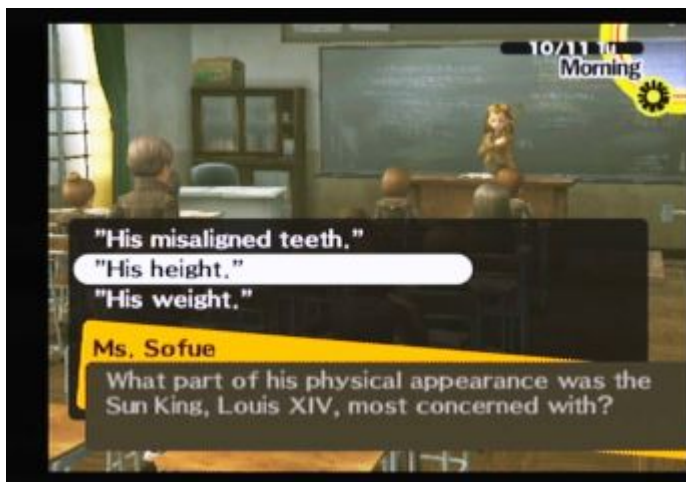 10/11 Tu
Morning
"His misaligned teeth."
"His height."
"His weight."
Ms. Sofue
What part of his physical appearance was the
Sun King, Louis XIV, most concerned with?